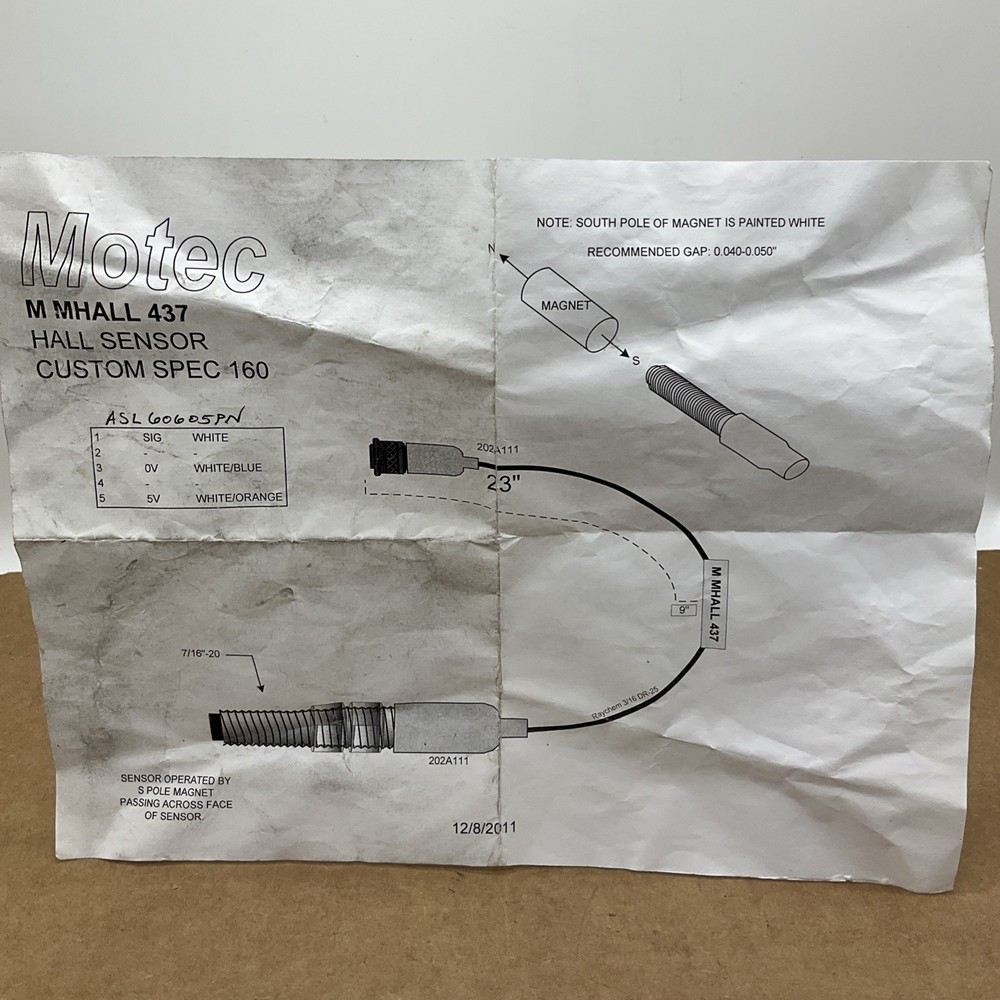 Motec
M MHALL 437
HALL SENSOR
CUSTOM SPEC 160
ASL60605PN
1 SIG WHITE
2 - -
3 0V WHITE/BLUE
4 - -
5 5V WHITE/ORANGE
NOTE: SOUTH POLE OF MAGNET IS PAINTED WHITE
RECOMMENDED GAP: 0.040-0.050"
N
MAGNET
S
202A111
23"
M MHALL 437
9"
Raychem 3/16 DR-25
7/16"-20
202A111
SENSOR OPERATED BY
S POLE MAGNET
PASSING ACROSS FACE
OF SENSOR
12/8/2011